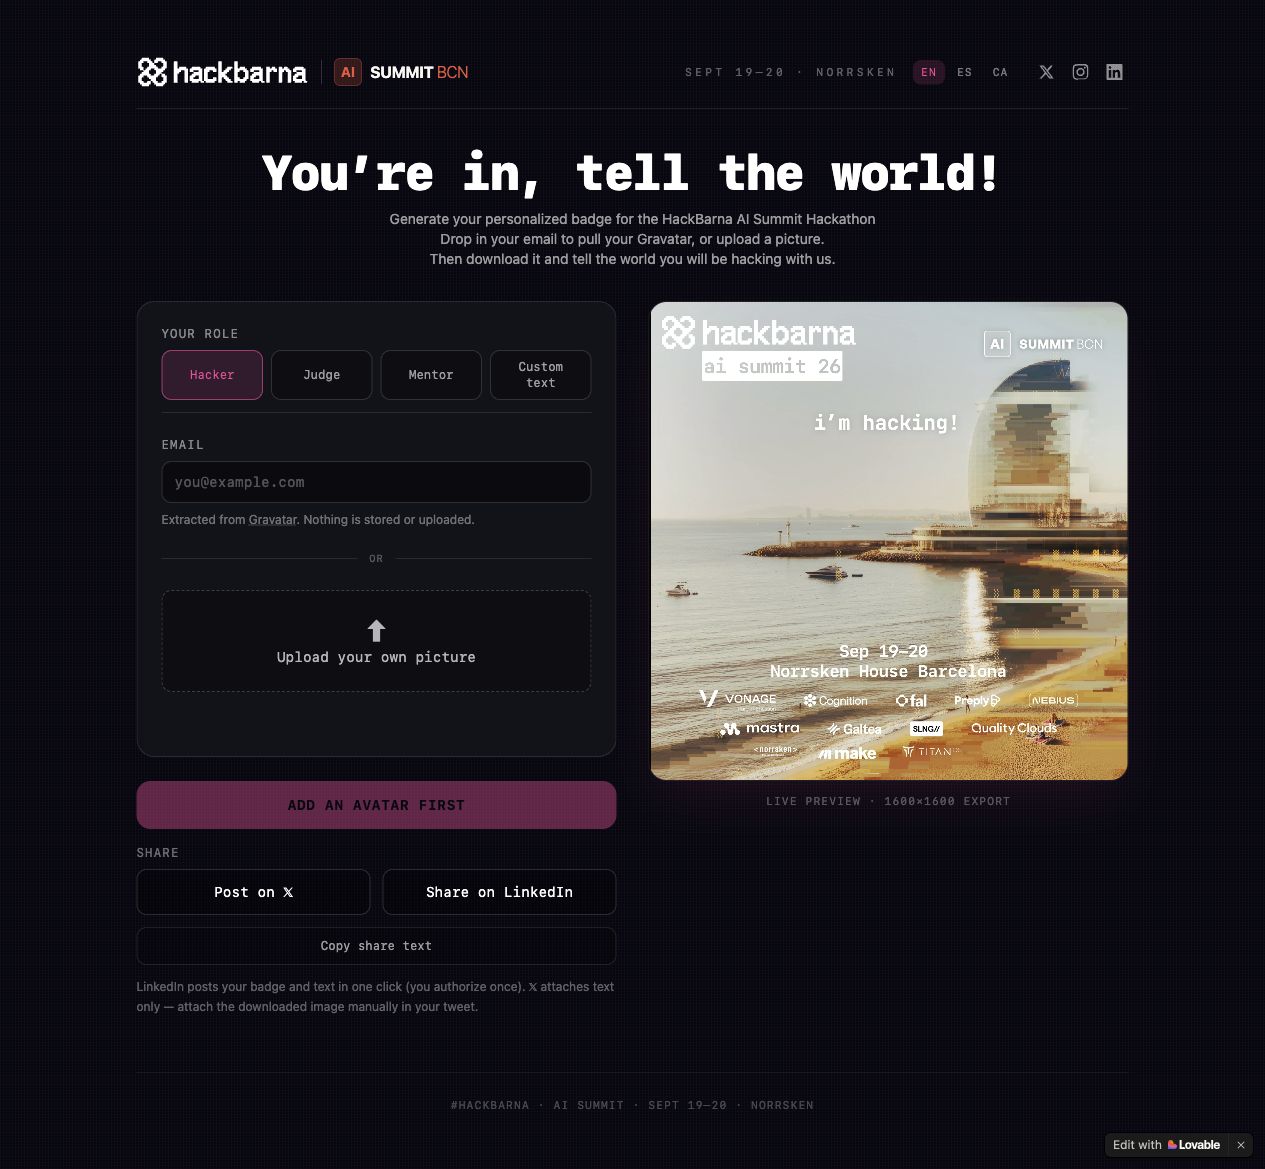 hackbarna
AI SUMMIT BCN
SEPT 19—20 · NORRSKEN
EN
ES
CA
You're in, tell the world!
Generate your personalized badge for the HackBarna AI Summit Hackathon
Drop in your email to pull your Gravatar, or upload a picture.
Then download it and tell the world you will be hacking with us.
YOUR ROLE
Hacker
Judge
Mentor
Custom
text
EMAIL
you@example.com
Extracted from Gravatar. Nothing is stored or uploaded.
OR
Upload your own picture
ADD AN AVATAR FIRST
SHARE
Post on 𝕏
Share on LinkedIn
Copy share text
LinkedIn posts your badge and text in one click (you authorize once). 𝕏 attaches text
only — attach the downloaded image manually in your tweet.
hackbarna
ai summit 26
AI SUMMIT BCN
i'm hacking!
Sep 19—20
Norrsken House Barcelona
VONAGE Cognition fal Preply NEBIUS
mastra Galtea SLNG// Quality Clouds
<norrsken> make TITAN
LIVE PREVIEW · 1600×1600 EXPORT
#HACKBARNA · AI SUMMIT · SEPT 19—20 · NORRSKEN
Edit with Lovable